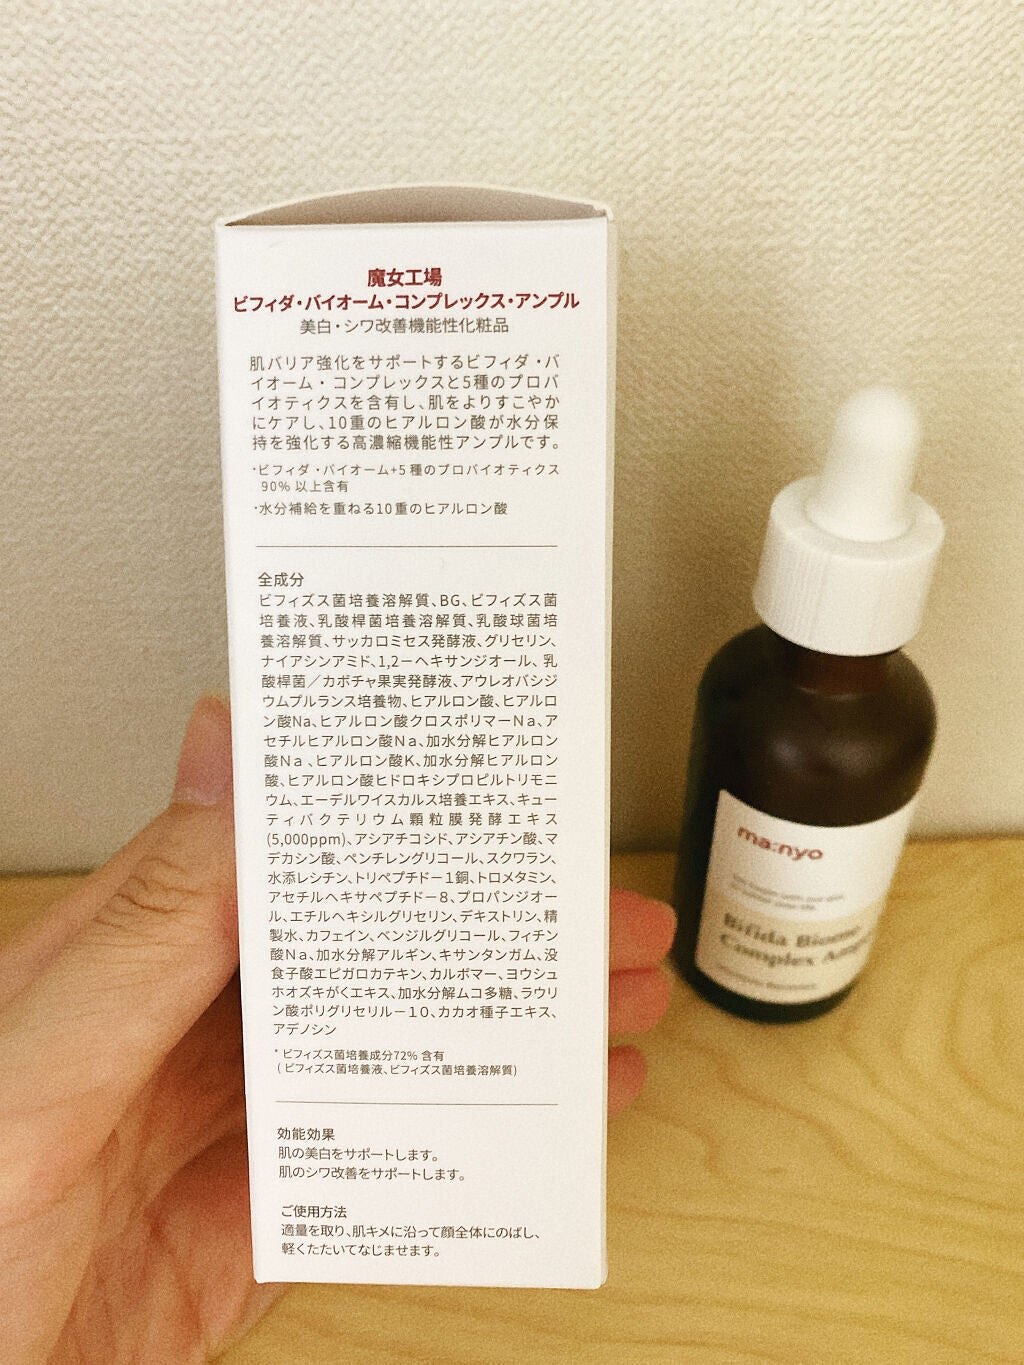 魔女工場
ビフィダ・バイオーム・コンプレックス・アンプル
美白・シワ改善機能性化粧品
肌バリア強化をサポートするビフィダ・バ
イオーム・コンプレックスと5種のプロバ
イオティクスを含有し、肌をよりすこやか
にケアし、10重のヒアルロン酸が水分保
持を強化する高濃縮機能性アンプルです。
・ビフィダ・バイオーム+5種のプロバイオティクス
90% 以上含有
・水分補給を重ねる10重のヒアルロン酸
全成分
ビフィズス菌培養溶解質、BG、ビフィズス菌
培養液、乳酸桿菌培養溶解質、乳酸球菌培
養溶解質、サッカロミセス発酵液、グリセリン、
ナイアシンアミド、1,2-ヘキサンジオール、乳
酸桿菌／カボチャ果実発酵液、アウレオバシジ
ウムプルランス培養物、ヒアルロン酸、ヒアルロ
ン酸Na、ヒアルロン酸クロスポリマーNa、ア
セチルヒアルロン酸Na、加水分解ヒアルロン
酸Na、ヒアルロン酸K、加水分解ヒアルロン
酸、ヒアルロン酸ヒドロキシプロピルトリモニ
ウム、エーデルワイスカルス培養エキス、キュー
ティバクテリウム顆粒膜発酵エキス
(5,000ppm)、アシアチコシド、アシアチン酸、マ
デカシン酸、ペンチレングリコール、スクワラン、
水添レシチン、トリペプチド-1銅、トロメタミン、
アセチルヘキサペプチド-8、プロパンジオー
ル、エチルヘキシルグリセリン、デキストリン、精
製水、カフェイン、ベンジルグリコール、フィチン
酸Na、加水分解アルギン、キサンタンガム、没
食子酸エピガロカテキン、カルボマー、ヨウシュ
ホオズキがくエキス、加水分解ムコ多糖、ラウリ
ン酸ポリグリセリル-10、カカオ種子エキス、
アデノシン
* ビフィズス菌培養成分72% 含有
( ビフィズス菌培養液、ビフィズス菌培養溶解質)
効能効果
肌の美白をサポートします。
肌のシワ改善をサポートします。
ご使用方法
適量を取り、肌キメに沿って顔全体にのばし、
軽くたたいてなじませます。
ma:nyo
Bifida Biome
Complex